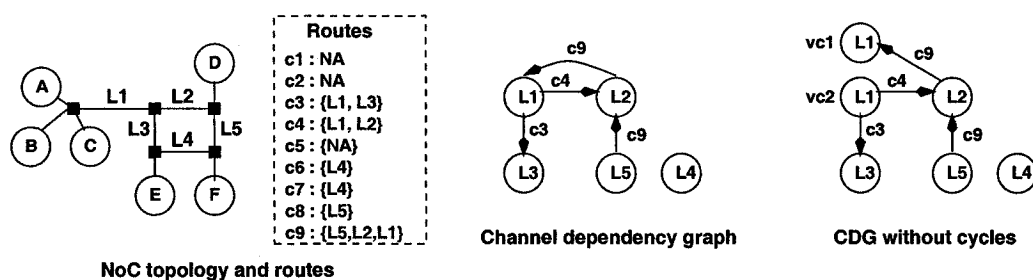 A
B
C
D
E
F
L1
L2
L3
L4
L5
NoC topology and routes
Routes
c1 : NA
c2 : NA
c3 : {L1, L3}
c4 : {L1, L2}
c5 : {NA}
c6 : {L4}
c7 : {L4}
c8 : {L5}
c9 : {L5,L2,L1}
c9
L1
c4
L2
c3
c9
L3
L5
L4
Channel dependency graph
vc1
L1
c9
vc2
L1
c4
L2
c3
c9
L3
L5
L4
CDG without cycles